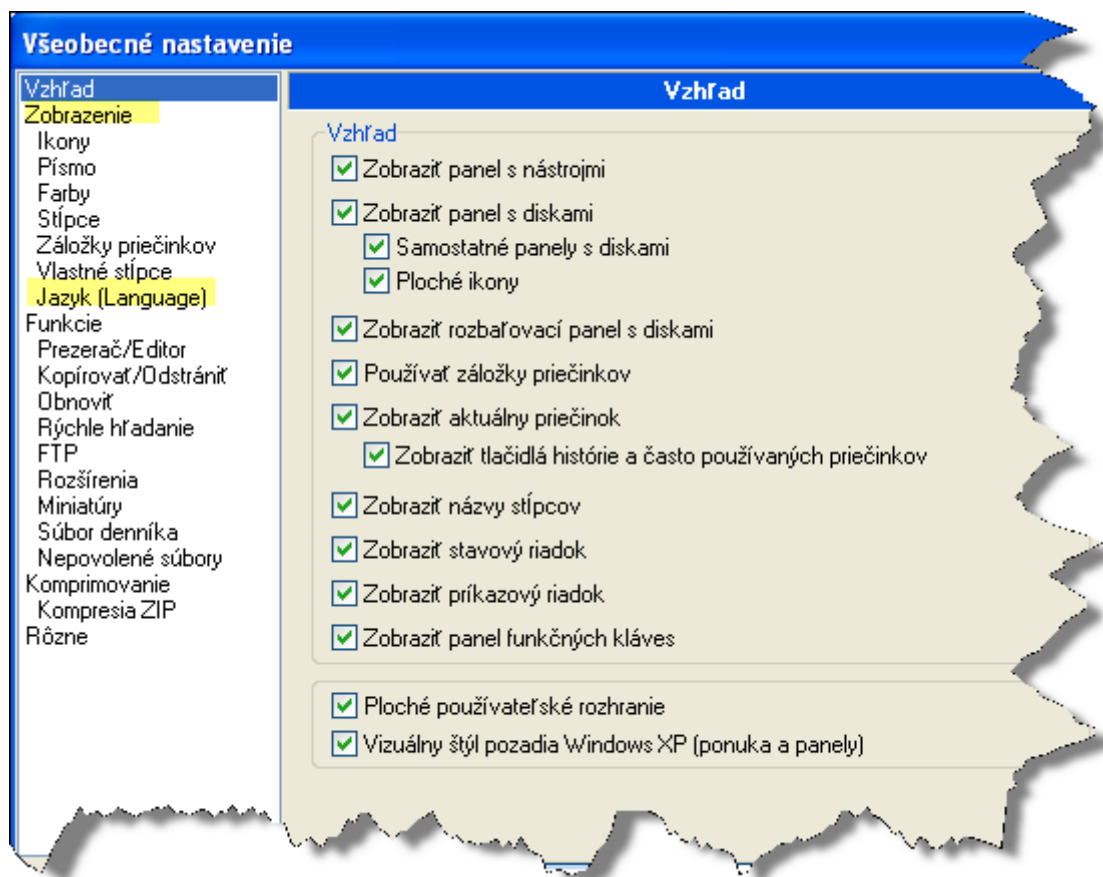 Všeobecné nastavenie
Vzhľad
Zobrazenie
Ikony
Písmo
Farby
Stĺpce
Záložky priečinkov
Vlastné stĺpce
Jazyk (Language)
Funkcie
Prezerač/Editor
Kopírovať/Odstrániť
Obnoviť
Rýchle hľadanie
FTP
Rozšírenia
Miniatúry
Súbor denníka
Nepovolené súbory
Komprimovanie
Kompresia ZIP
Rôzne
Vzhľad
Vzhľad
Zobraziť panel s nástrojmi
Zobraziť panel s diskami
Samostatné panely s diskami
Ploché ikony
Zobraziť rozbaľovací panel s diskami
Používať záložky priečinkov
Zobraziť aktuálny priečinok
Zobraziť tlačidlá histórie a často používaných priečinkov
Zobraziť názvy stĺpcov
Zobraziť stavový riadok
Zobraziť príkazový riadok
Zobraziť panel funkčných kláves
Ploché používateľské rozhranie
Vizuálny štýl pozadia Windows XP (ponuka a panely)